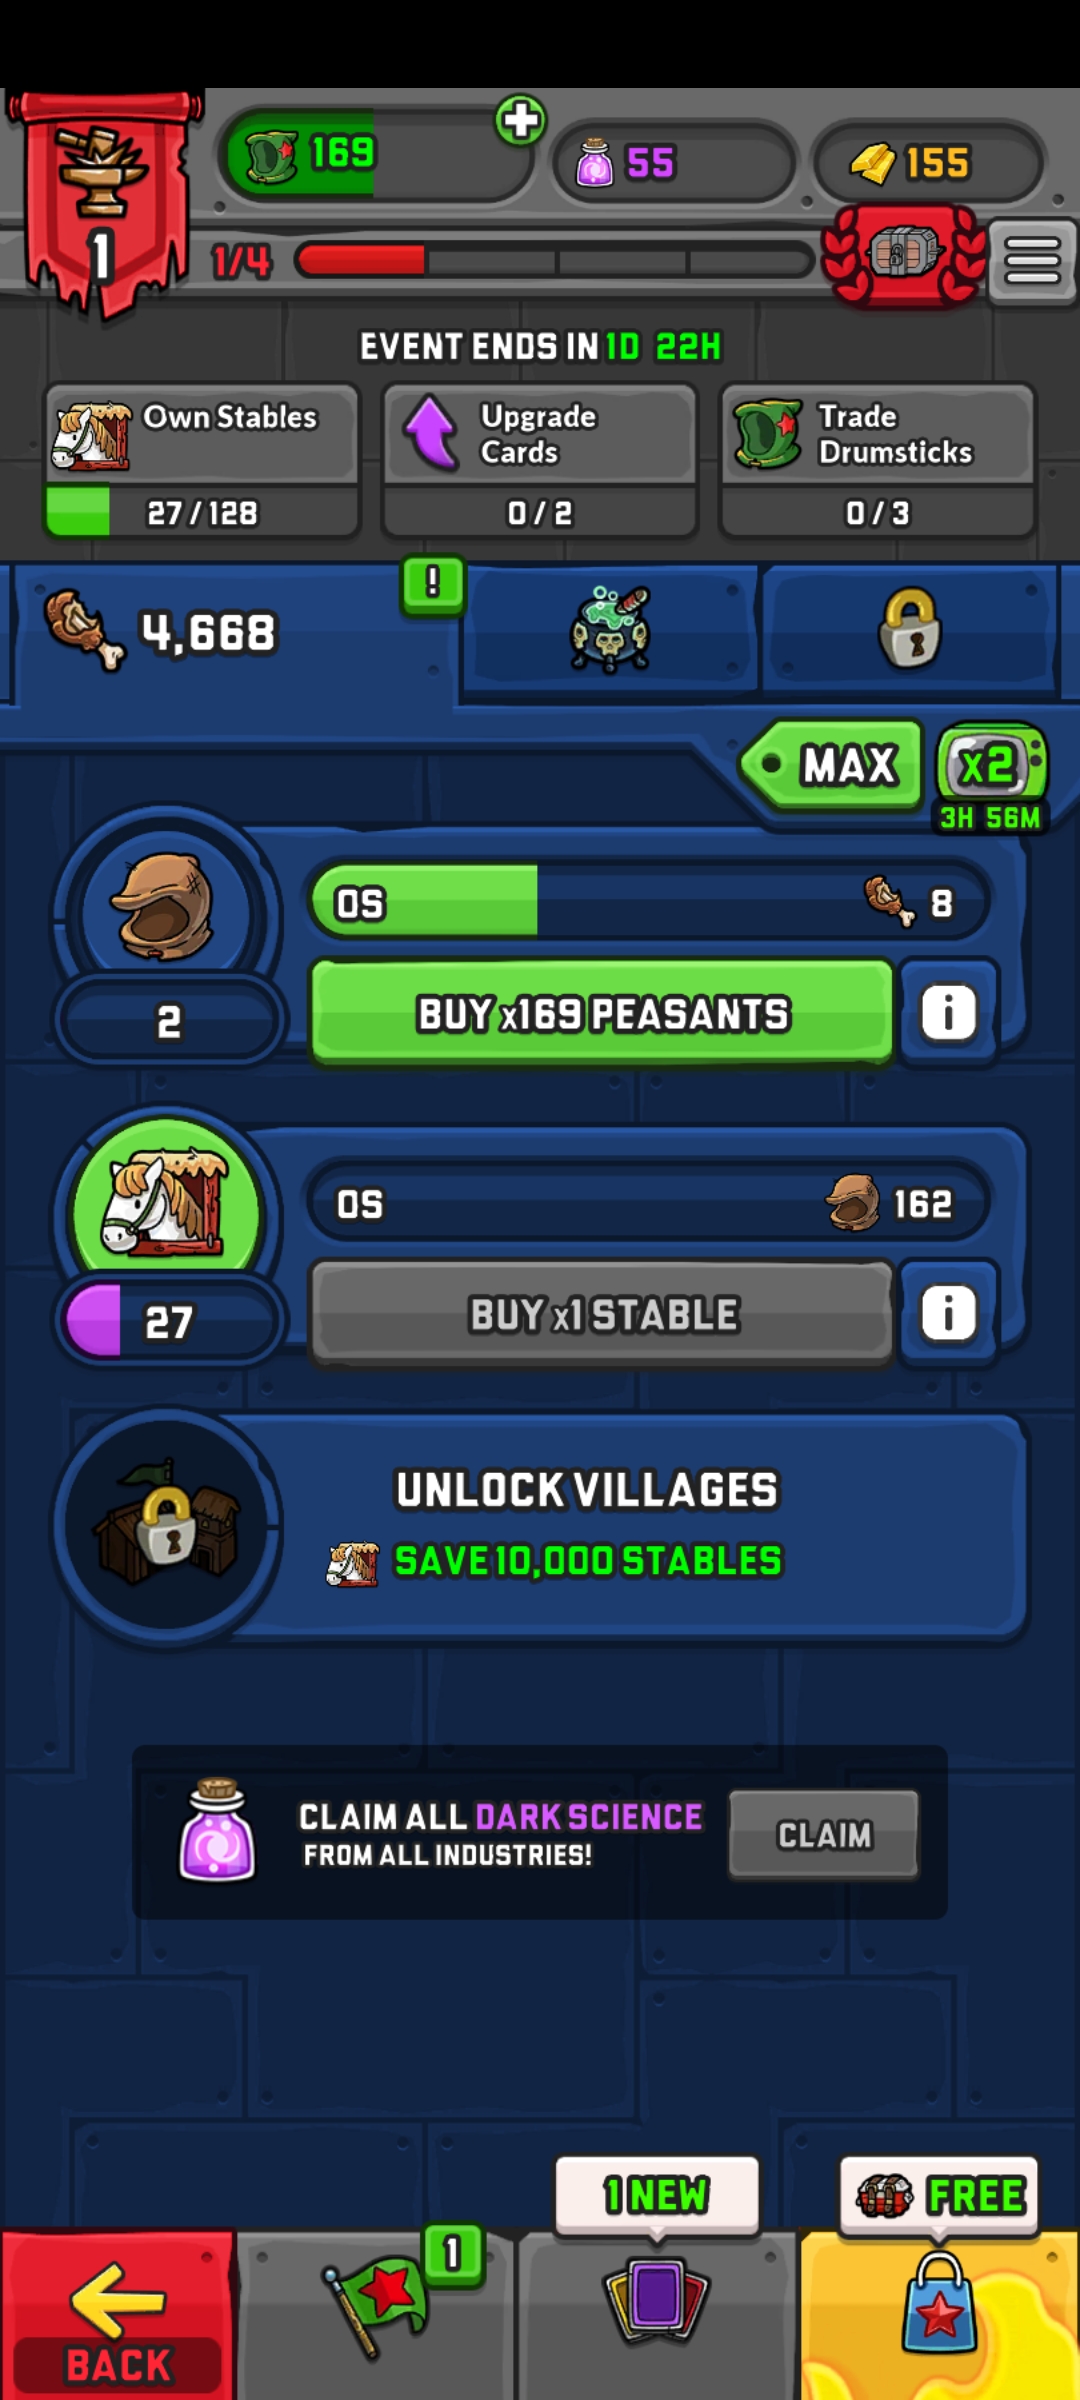 169
55
155
1
1/4
EVENT ENDS IN 1D 22H
Own Stables
27/128
Upgrade
Cards
0/2
Trade
Drumsticks
0/3
4,668
!
MAX
x2
3H 56M
0S
8
2
BUY x169 PEASANTS
i
0S
162
27
BUY x1 STABLE
i
UNLOCK VILLAGES
SAVE 10,000 STABLES
CLAIM ALL DARK SCIENCE
FROM ALL INDUSTRIES!
CLAIM
1 NEW
FREE
1
BACK